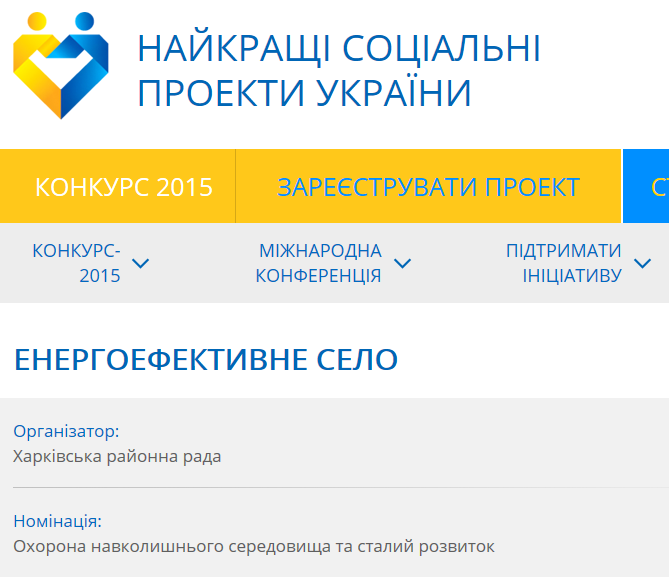 НАЙКРАЩІ СОЦІАЛЬНІ
ПРОЕКТИ УКРАЇНИ
КОНКУРС 2015
ЗАРЕЄСТРУВАТИ ПРОЕКТ
КОНКУРС-
2015
МІЖНАРОДНА
КОНФЕРЕНЦІЯ
ПІДТРИМАТИ
ІНІЦІАТИВУ
ЕНЕРГОЕФЕКТИВНЕ СЕЛО
Організатор:
Харківська районна рада
Номінація:
Охорона навколишнього середовища та сталий розвиток